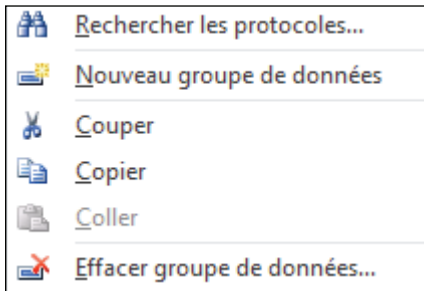 Rechercher les protocoles...
Nouveau groupe de données
Couper
Copier
Coller
Effacer groupe de données...